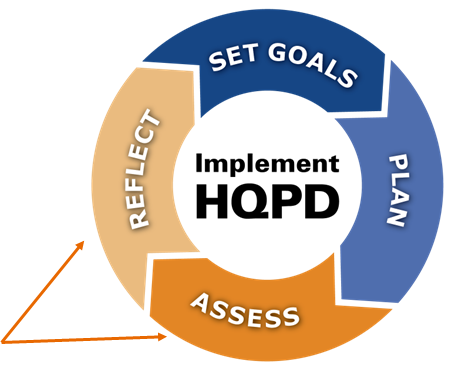 SET GOALS
PLAN
ASSESS
REFLECT
Implement
HQPD